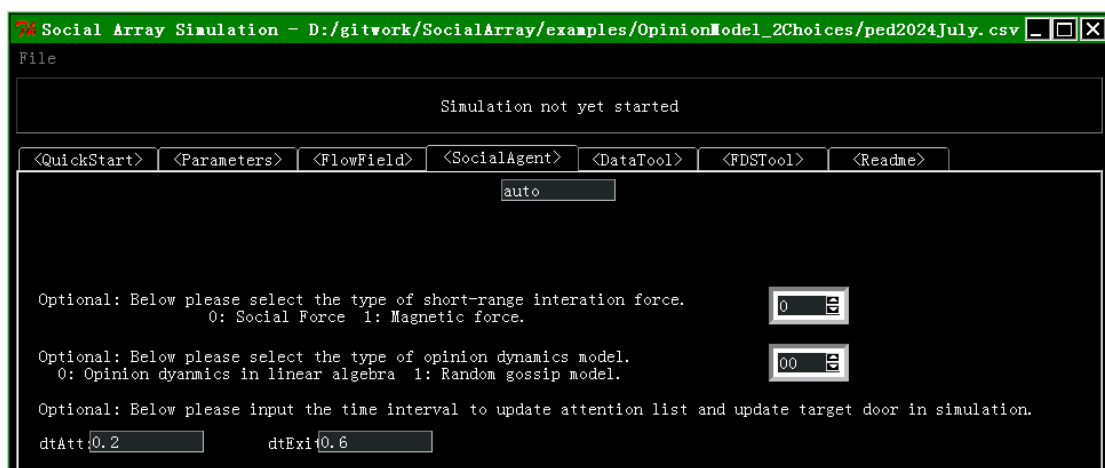 Social Array Simulation - D:/gitwork/SocialArray/examples/OpinionModel_2Choices/ped2024July.csv
File
Simulation not yet started
<QuickStart> <Parameters> <FlowField> <SocialAgent> <DataTool> <FDSTool> <Readme>
auto
Optional: Below please select the type of short-range interation force. 0
0: Social Force 1: Magnetic force.
Optional: Below please select the type of opinion dynamics model. 00
0: Opinion dyanmics in linear algebra 1: Random gossip model.
Optional: Below please input the time interval to update attention list and update target door in simulation.
dtAtt: 0.2 dtExit 0.6